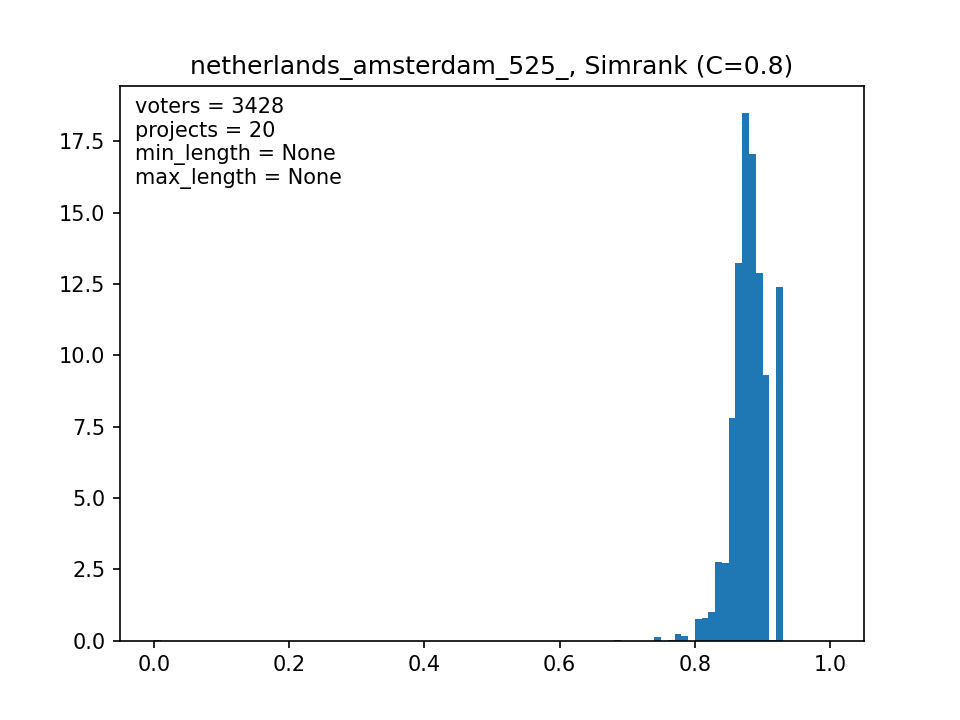 netherlands_amsterdam_525_, Simrank (C=0.8)
voters = 3428
projects = 20
min_length = None
max_length = None
17.5
15.0
12.5
10.0
7.5
5.0
2.5
0.0
0.0 0.2 0.4 0.6 0.8 1.0